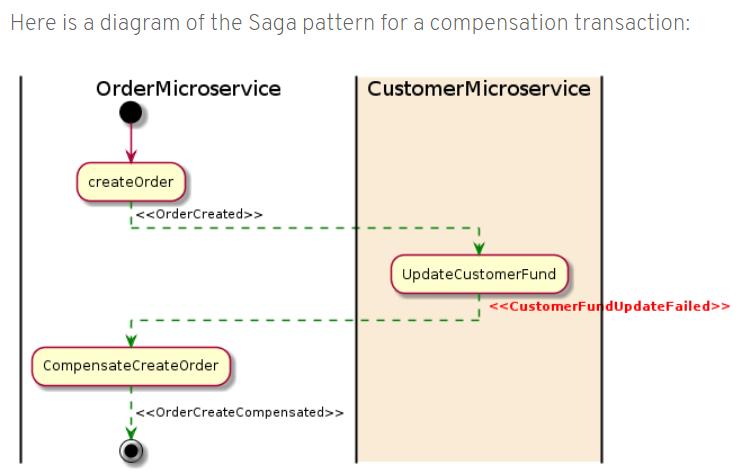 Here is a diagram of the Saga pattern for a compensation transaction:
OrderMicroservice
CustomerMicroservice
createOrder
<<OrderCreated>>
UpdateCustomerFund
<<CustomerFundUpdateFailed>>
CompensateCreateOrder
<<OrderCreateCompensated>>